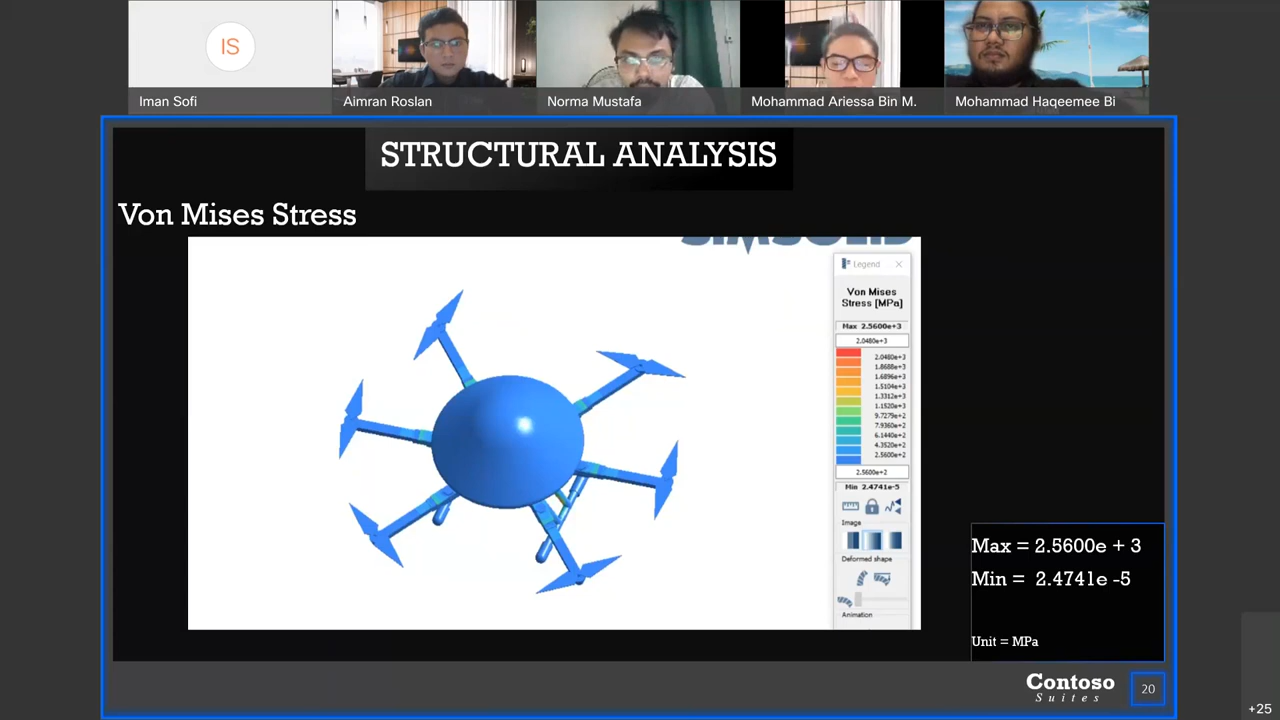 IS
Iman Sofi
Aimran Roslan
Norma Mustafa
Mohammad Ariessa Bin M.
Mohammad Haqeemee Bi
STRUCTURAL ANALYSIS
Von Mises Stress
SIMSOLID
Legend
Von Mises
Stress [MPa]
Max 2.5600e+3
2.0480e+3
2.0480e+3
1.8688e+3
1.6896e+3
1.5104e+3
1.3312e+3
1.1520e+3
9.7279e+2
7.9360e+2
6.1440e+2
4.3520e+2
2.5600e+2
2.5600e+2
Min 2.4741e-5
Image
Deformed shape
Animation
Max = 2.5600e + 3
Min = 2.4741e -5
Unit = MPa
Contoso
Suites
20
+25